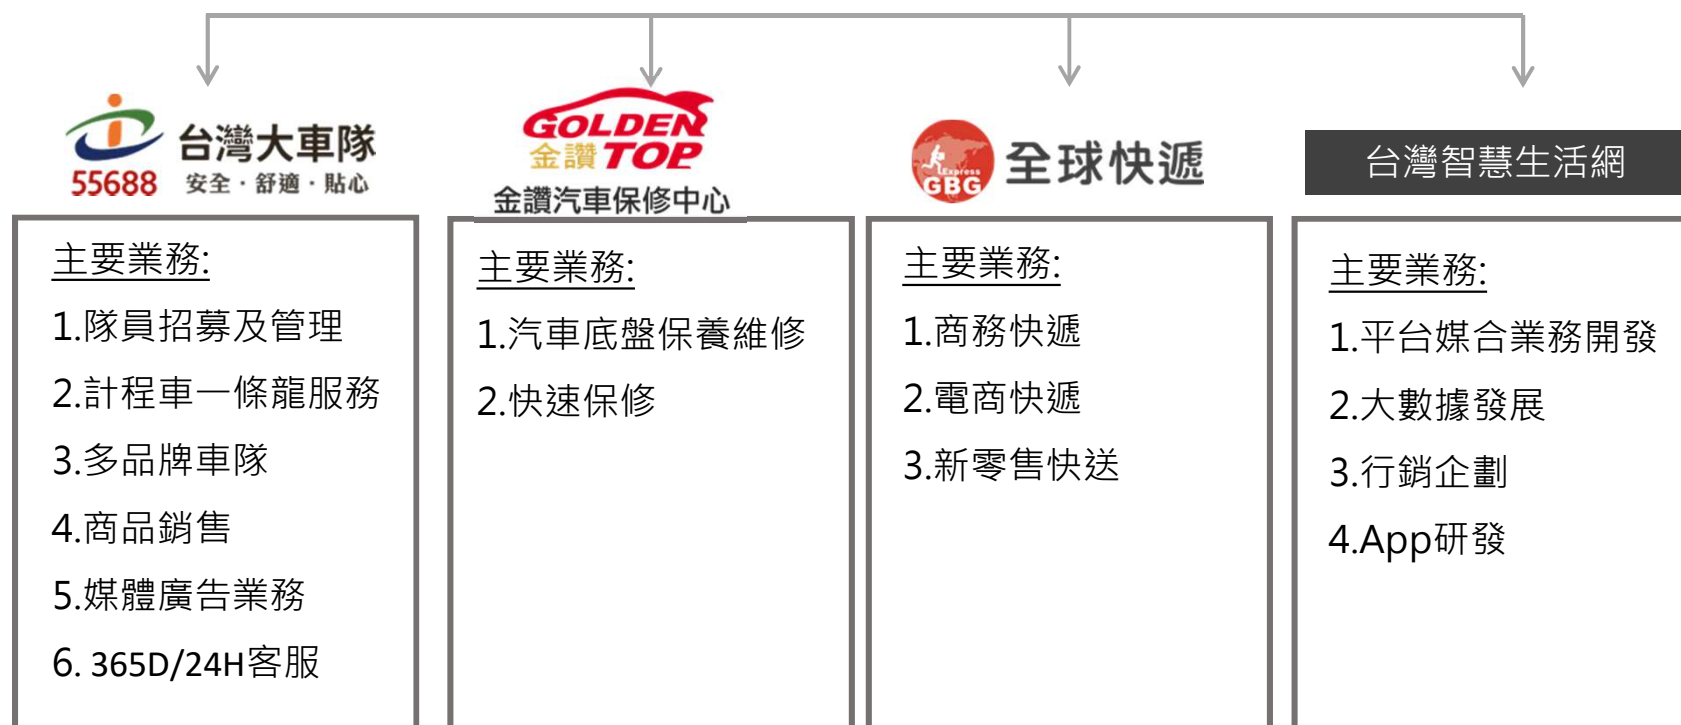 台灣大車隊
55688
安全·舒適·貼心
主要業務:
1.隊員招募及管理
2.計程車一條龍服務
3.多品牌車隊
4.商品銷售
5.媒體廣告業務
6. 365D/24H客服
GOLDEN
金讚 TOP
金讚汽車保修中心
主要業務:
1.汽車底盤保養維修
2.快速保修
Express
GBG
全球快遞
主要業務:
1.商務快遞
2.電商快遞
3.新零售快送
台灣智慧生活網
主要業務:
1.平台媒合業務開發
2.大數據發展
3.行銷企劃
4.App研發